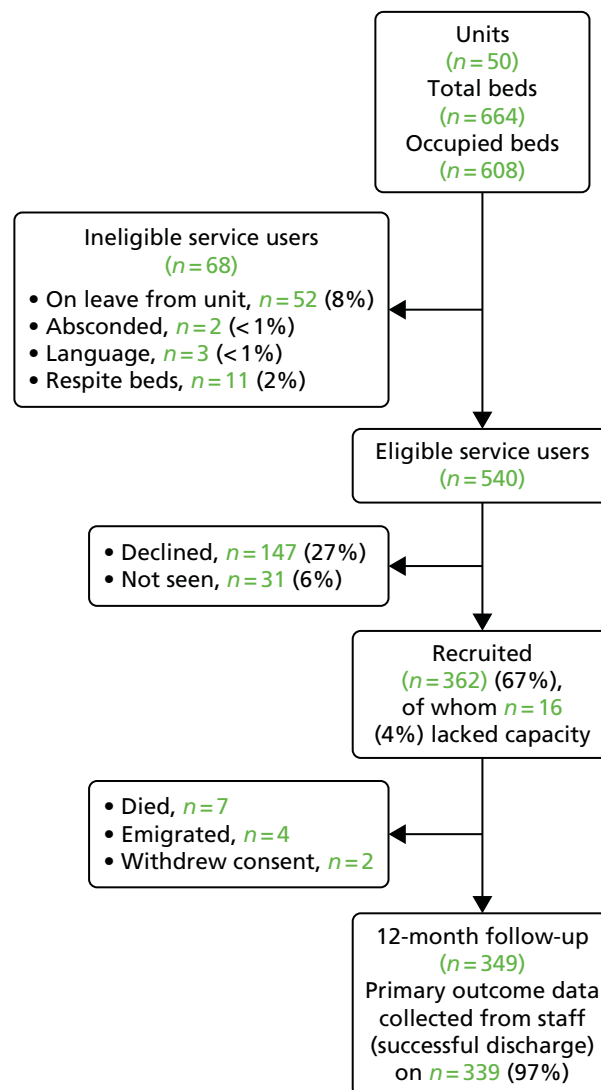 Units
(n=50)
Total beds
(n=664)
Occupied beds
(n=608)
Ineligible service users
(n=68)
• On leave from unit, n=52 (8%)
• Absconded, n=2 (<1%)
• Language, n=3 (<1%)
• Respite beds, n=11 (2%)
Eligible service users
(n=540)
• Declined, n=147 (27%)
• Not seen, n=31 (6%)
Recruited
(n=362) (67%),
of whom n=16
(4%) lacked capacity
• Died, n=7
• Emigrated, n=4
• Withdrew consent, n=2
12-month follow-up
(n=349)
Primary outcome data
collected from staff
(successful discharge)
on n=339 (97%)